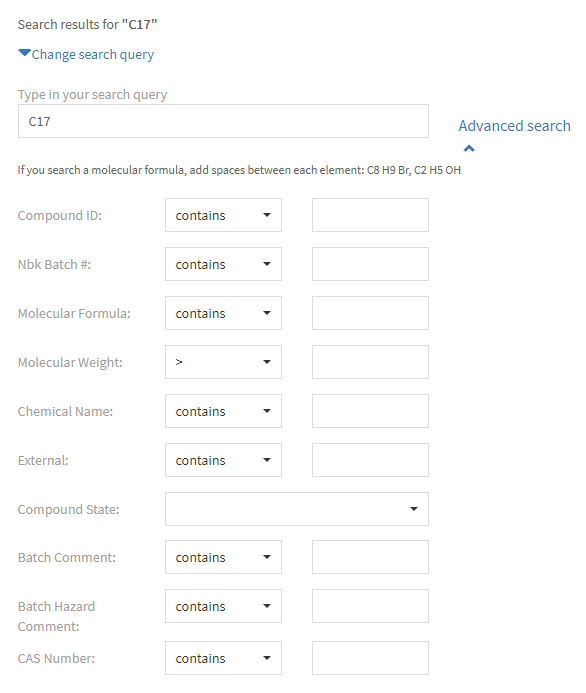 Search results for "C17"
Change search query
Type in your search query
C17
Advanced search
If you search a molecular formula, add spaces between each element: C8 H9 Br, C2 H5 OH
Compound ID: contains
Nbk Batch #: contains
Molecular Formula: contains
Molecular Weight: >
Chemical Name: contains
External: contains
Compound State:
Batch Comment: contains
Batch Hazard contains
Comment:
CAS Number: contains